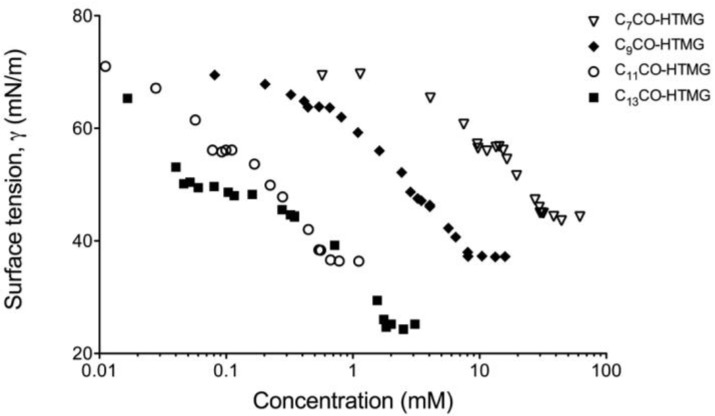 80
60
40
20
Surface tension, γ (mN/m)
0.01 0.1 1 10 100
Concentration (mM)
C₇CO-HTMG
C₉CO-HTMG
C₁₁CO-HTMG
C₁₃CO-HTMG